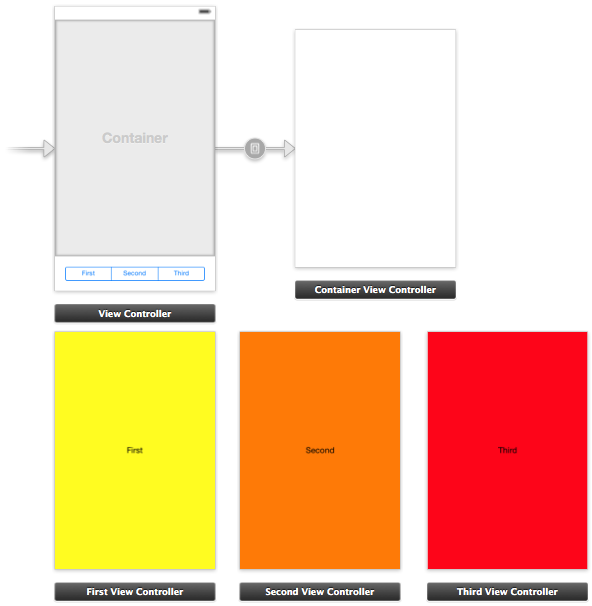 Container
First Second Third
View Controller
Container View Controller
First
Second
Third
First View Controller
Second View Controller
Third View Controller